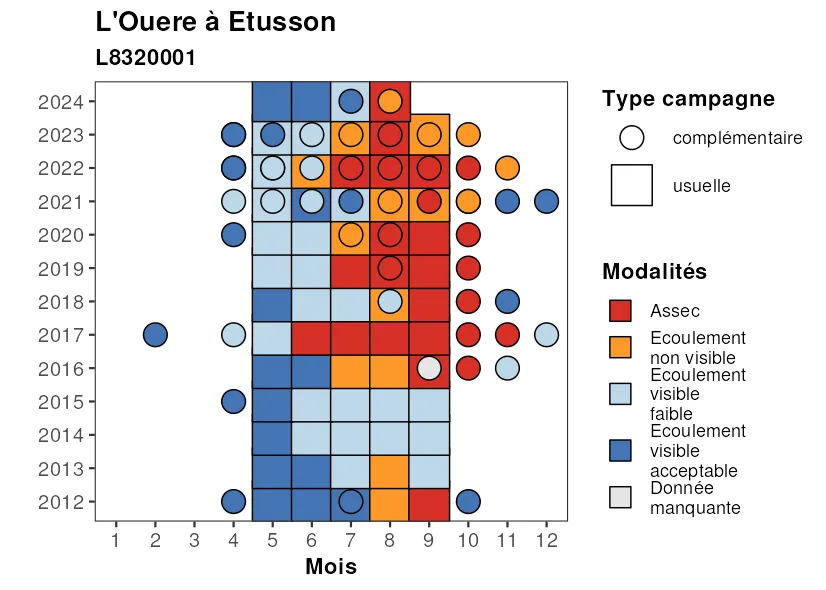 L'Ouere à Etusson
L8320001
2024
2023
2022
2021
2020
2019
2018
2017
2016
2015
2014
2013
2012
1 2 3 4 5 6 7 8 9 10 11 12
Mois
Type campagne
complémentaire
usuelle
Modalités
Assec
Ecoulement
non visible
Ecoulement
visible
faible
Ecoulement
visible
acceptable
Donnée
manquante